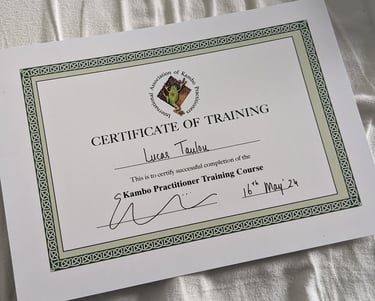 International Association of Kambo Practitioners
CERTIFICATE OF TRAINING
Lucas Taulou
This is to certify successful completion of the
Kambo Practitioner Training Course
16th May '24